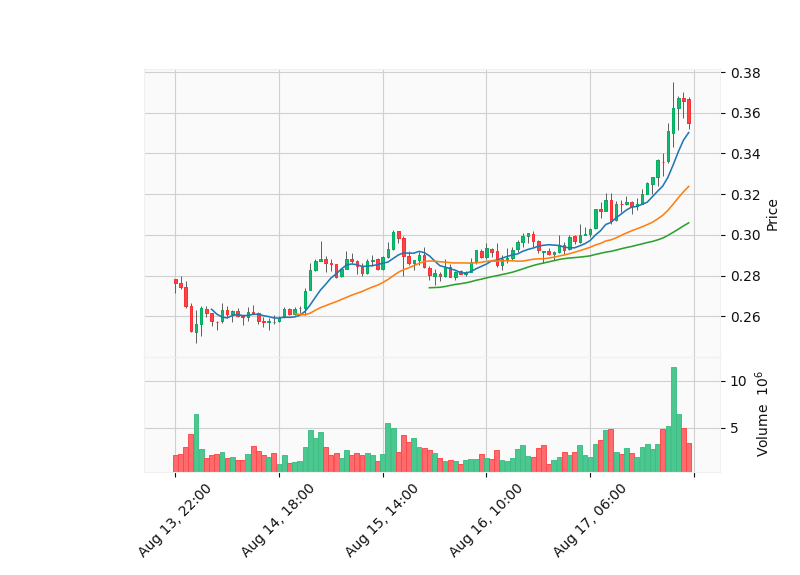 0.38
0.36
0.34
0.32
0.30
0.28
0.26
Price
10
5
Volume 10^6
Aug 13, 22:00
Aug 14, 18:00
Aug 15, 14:00
Aug 16, 10:00
Aug 17, 06:00